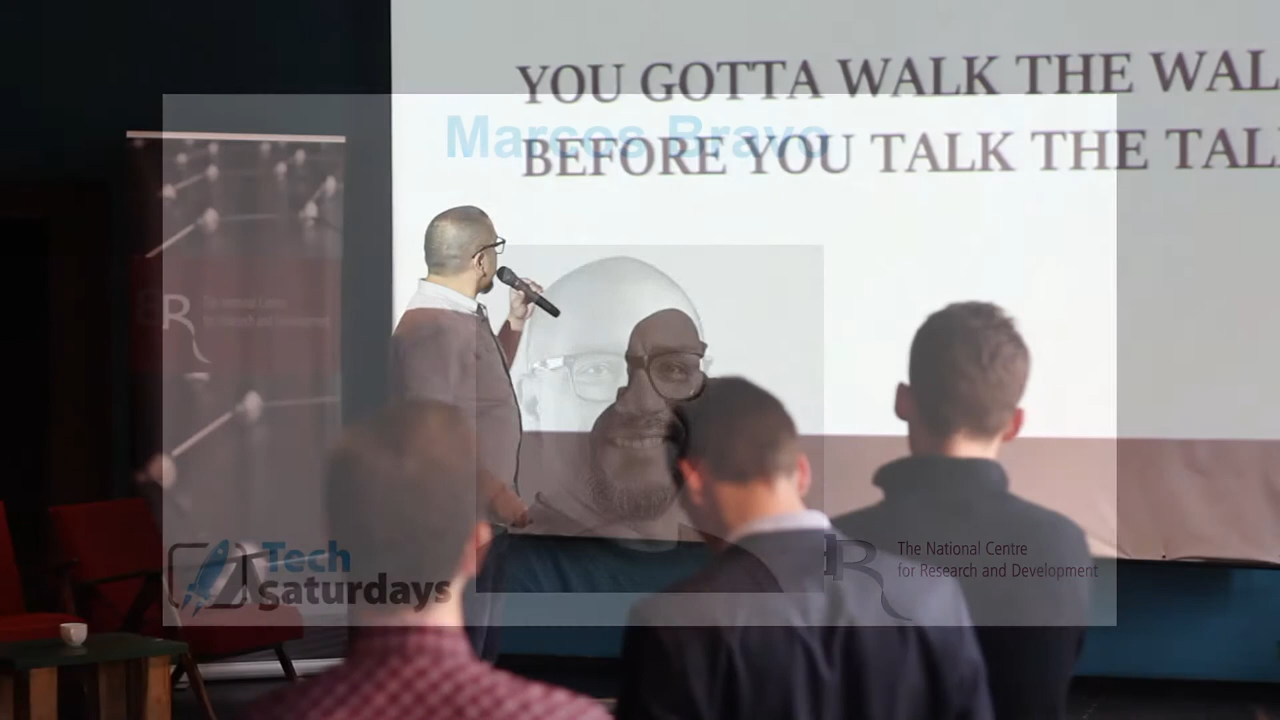 YOU GOTTA WALK THE WAL
BEFORE YOU TALK THE TAL
Marcos Bravo
Tech
Saturdays
The National Centre
for Research and Development